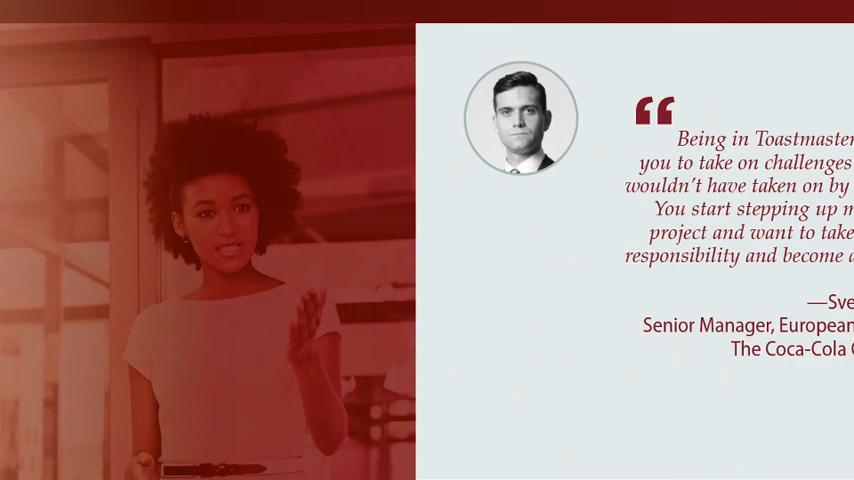 “
Being in Toastmaster
you to take on challenges
wouldn’t have taken on by
You start stepping up m
project and want to take
responsibility and become a
—Sve
Senior Manager, European
The Coca-Cola